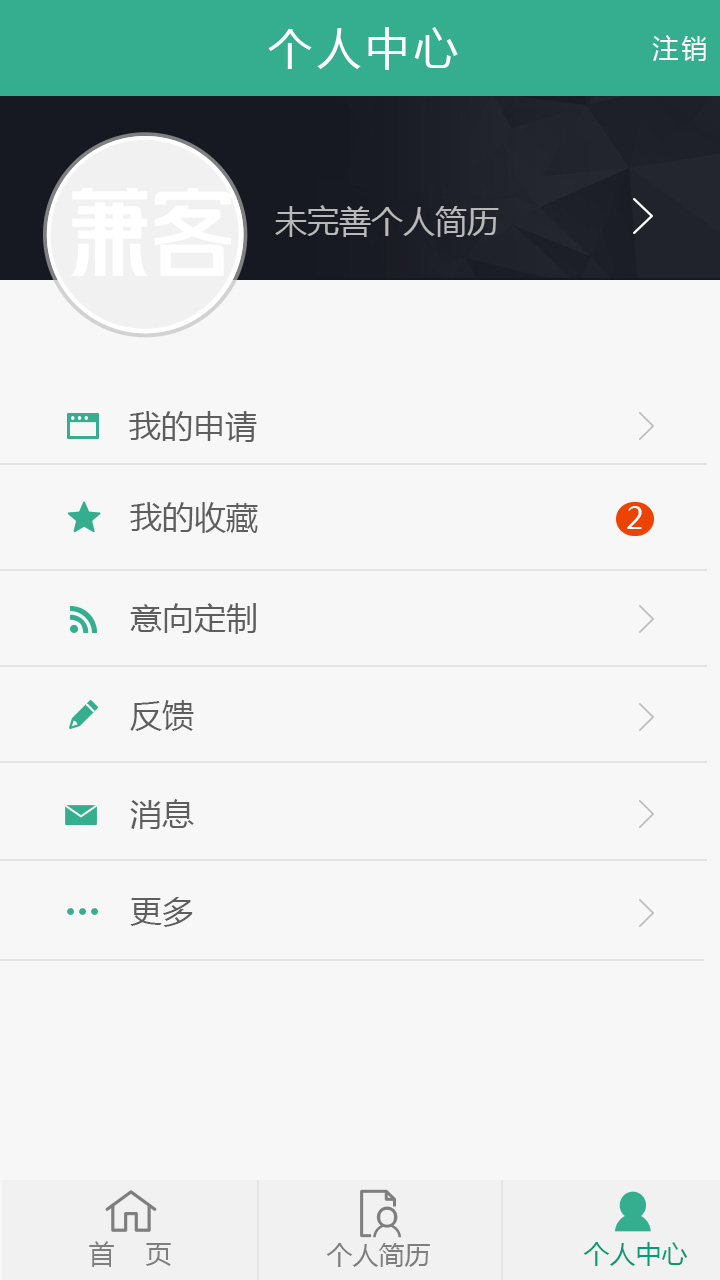 个人中心
注销
兼客
未完善个人简历
我的申请
我的收藏
2
意向定制
反馈
消息
更多
首 页
个人简历
个人中心